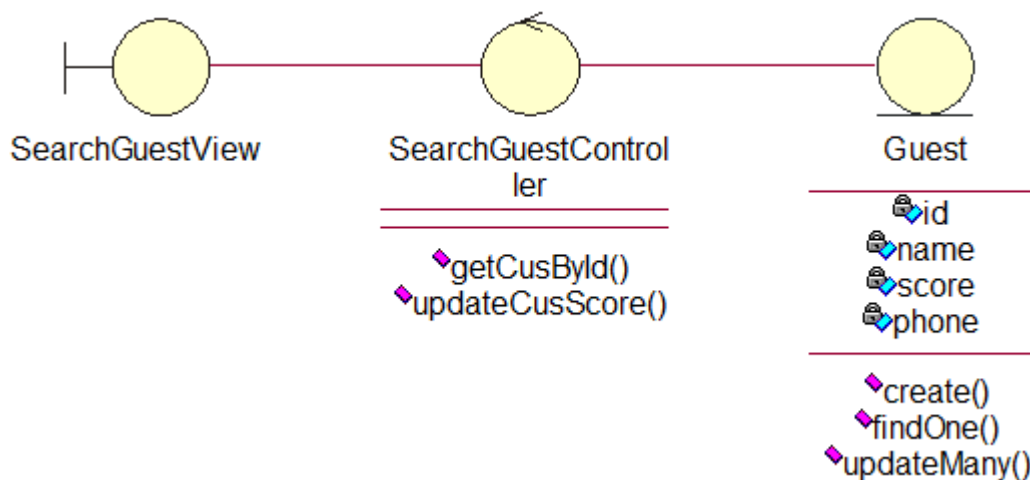 SearchGuestView
SearchGuestControl
ler
getCusById()
updateCusScore()
Guest
id
name
score
phone
create()
findOne()
updateMany()